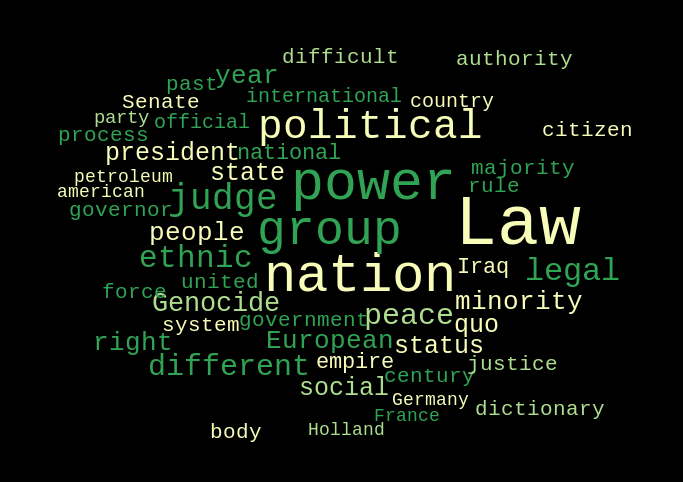 difficult
authority
year
past
international
Senate
country
party
official
political
process
citizen
president
national
state
power
majority
petroleum
rule
american
judge
governor
Law
people
group
ethnic
nation
Iraq
legal
united
force
Genocide
minority
system
government
peace
quo
right
European
status
different
empire
justice
century
social
Germany
dictionary
France
body
Holland